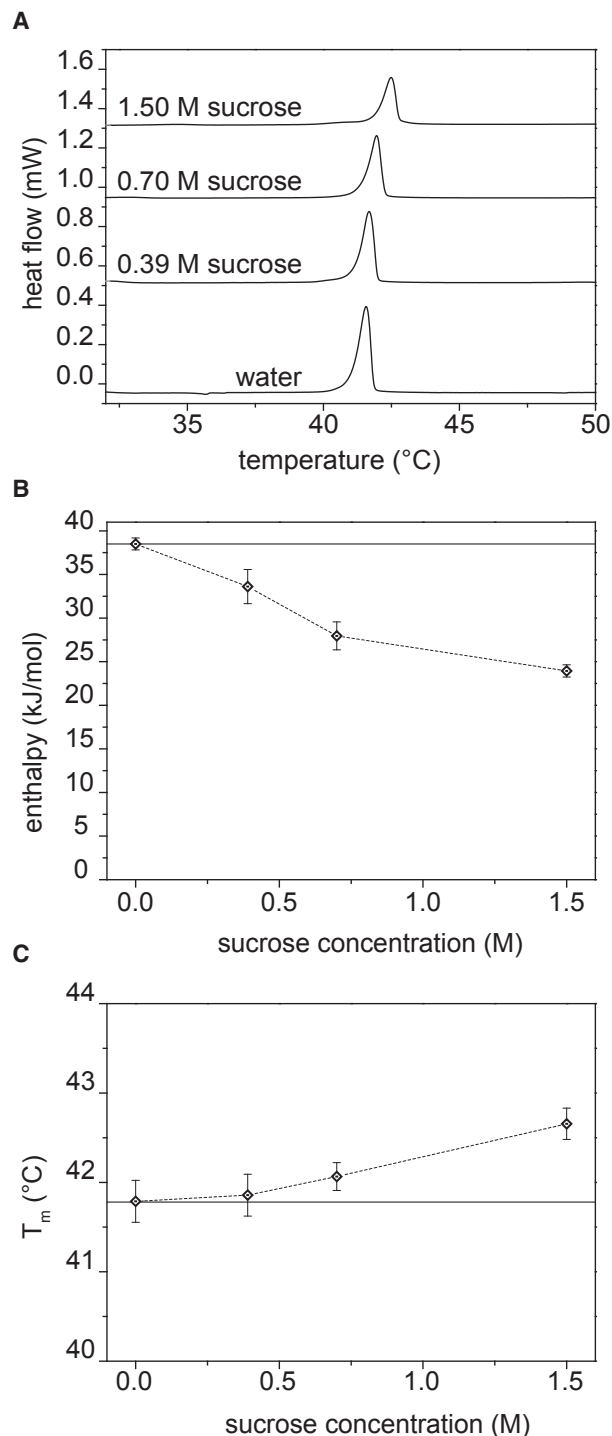 A
1.6
1.4
1.2
1.0
0.8
0.6
0.4
0.2
0.0
heat flow (mW)
1.50 M sucrose
0.70 M sucrose
0.39 M sucrose
water
35 40 45 50
temperature (°C)
B
40
35
30
25
20
15
10
5
0
enthalpy (kJ/mol)
0.0 0.5 1.0 1.5
sucrose concentration (M)
C
44
43
42
41
40
Tm (°C)
0.0 0.5 1.0 1.5
sucrose concentration (M)